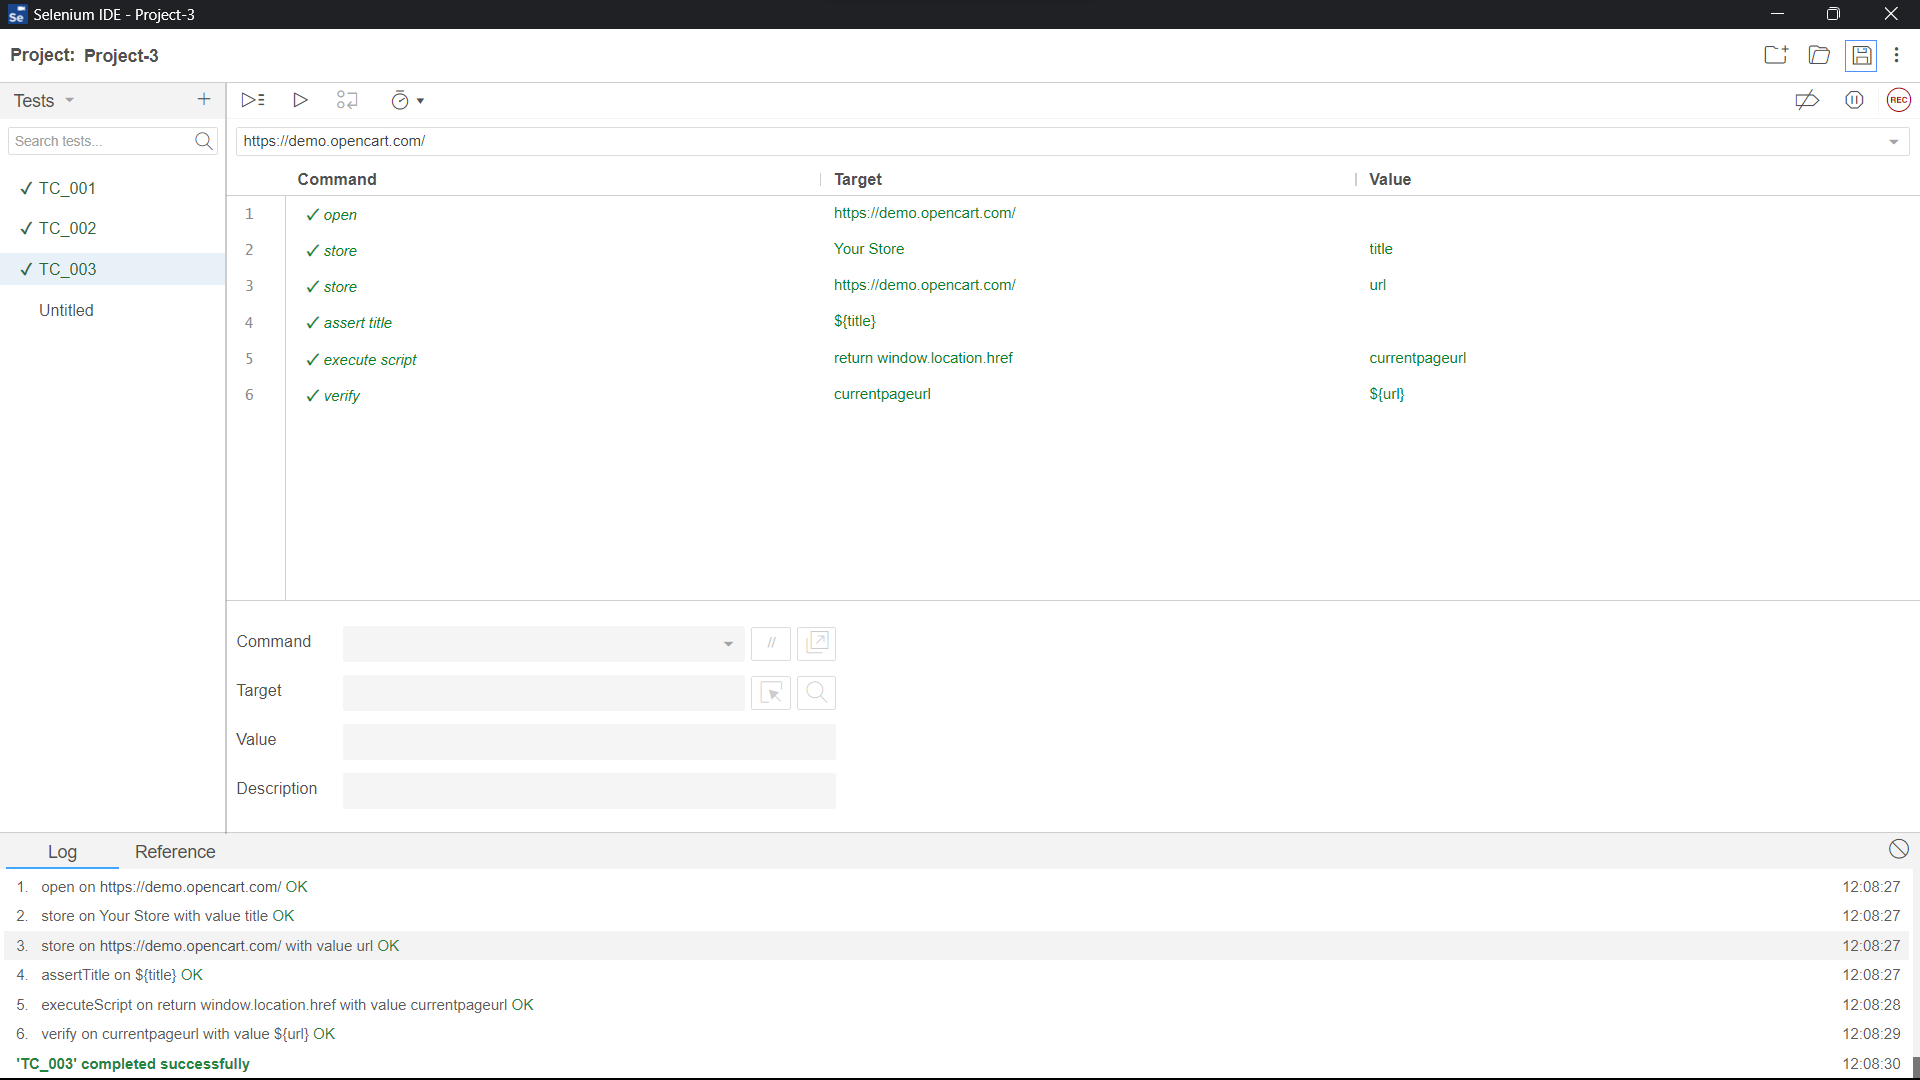 Selenium IDE - Project-3
Project: Project-3
Tests
Search tests...
https://demo.opencart.com/
Command Target Value
TC_001
TC_002
TC_003
Untitled
1 open https://demo.opencart.com/
2 store Your Store title
3 store https://demo.opencart.com/ url
4 assert title ${title}
5 execute script return window.location.href currentpageurl
6 verify currentpageurl ${url}
REC
Command //
Target
Value
Description
Log Reference
1. open on https://demo.opencart.com/ OK 12:08:27
2. store on Your Store with value title OK 12:08:27
3. store on https://demo.opencart.com/ with value url OK 12:08:27
4. assertTitle on ${title} OK 12:08:27
5. executeScript on return window.location.href with value currentpageurl OK 12:08:28
6. verify on currentpageurl with value ${url} OK 12:08:29
'TC_003' completed successfully 12:08:30